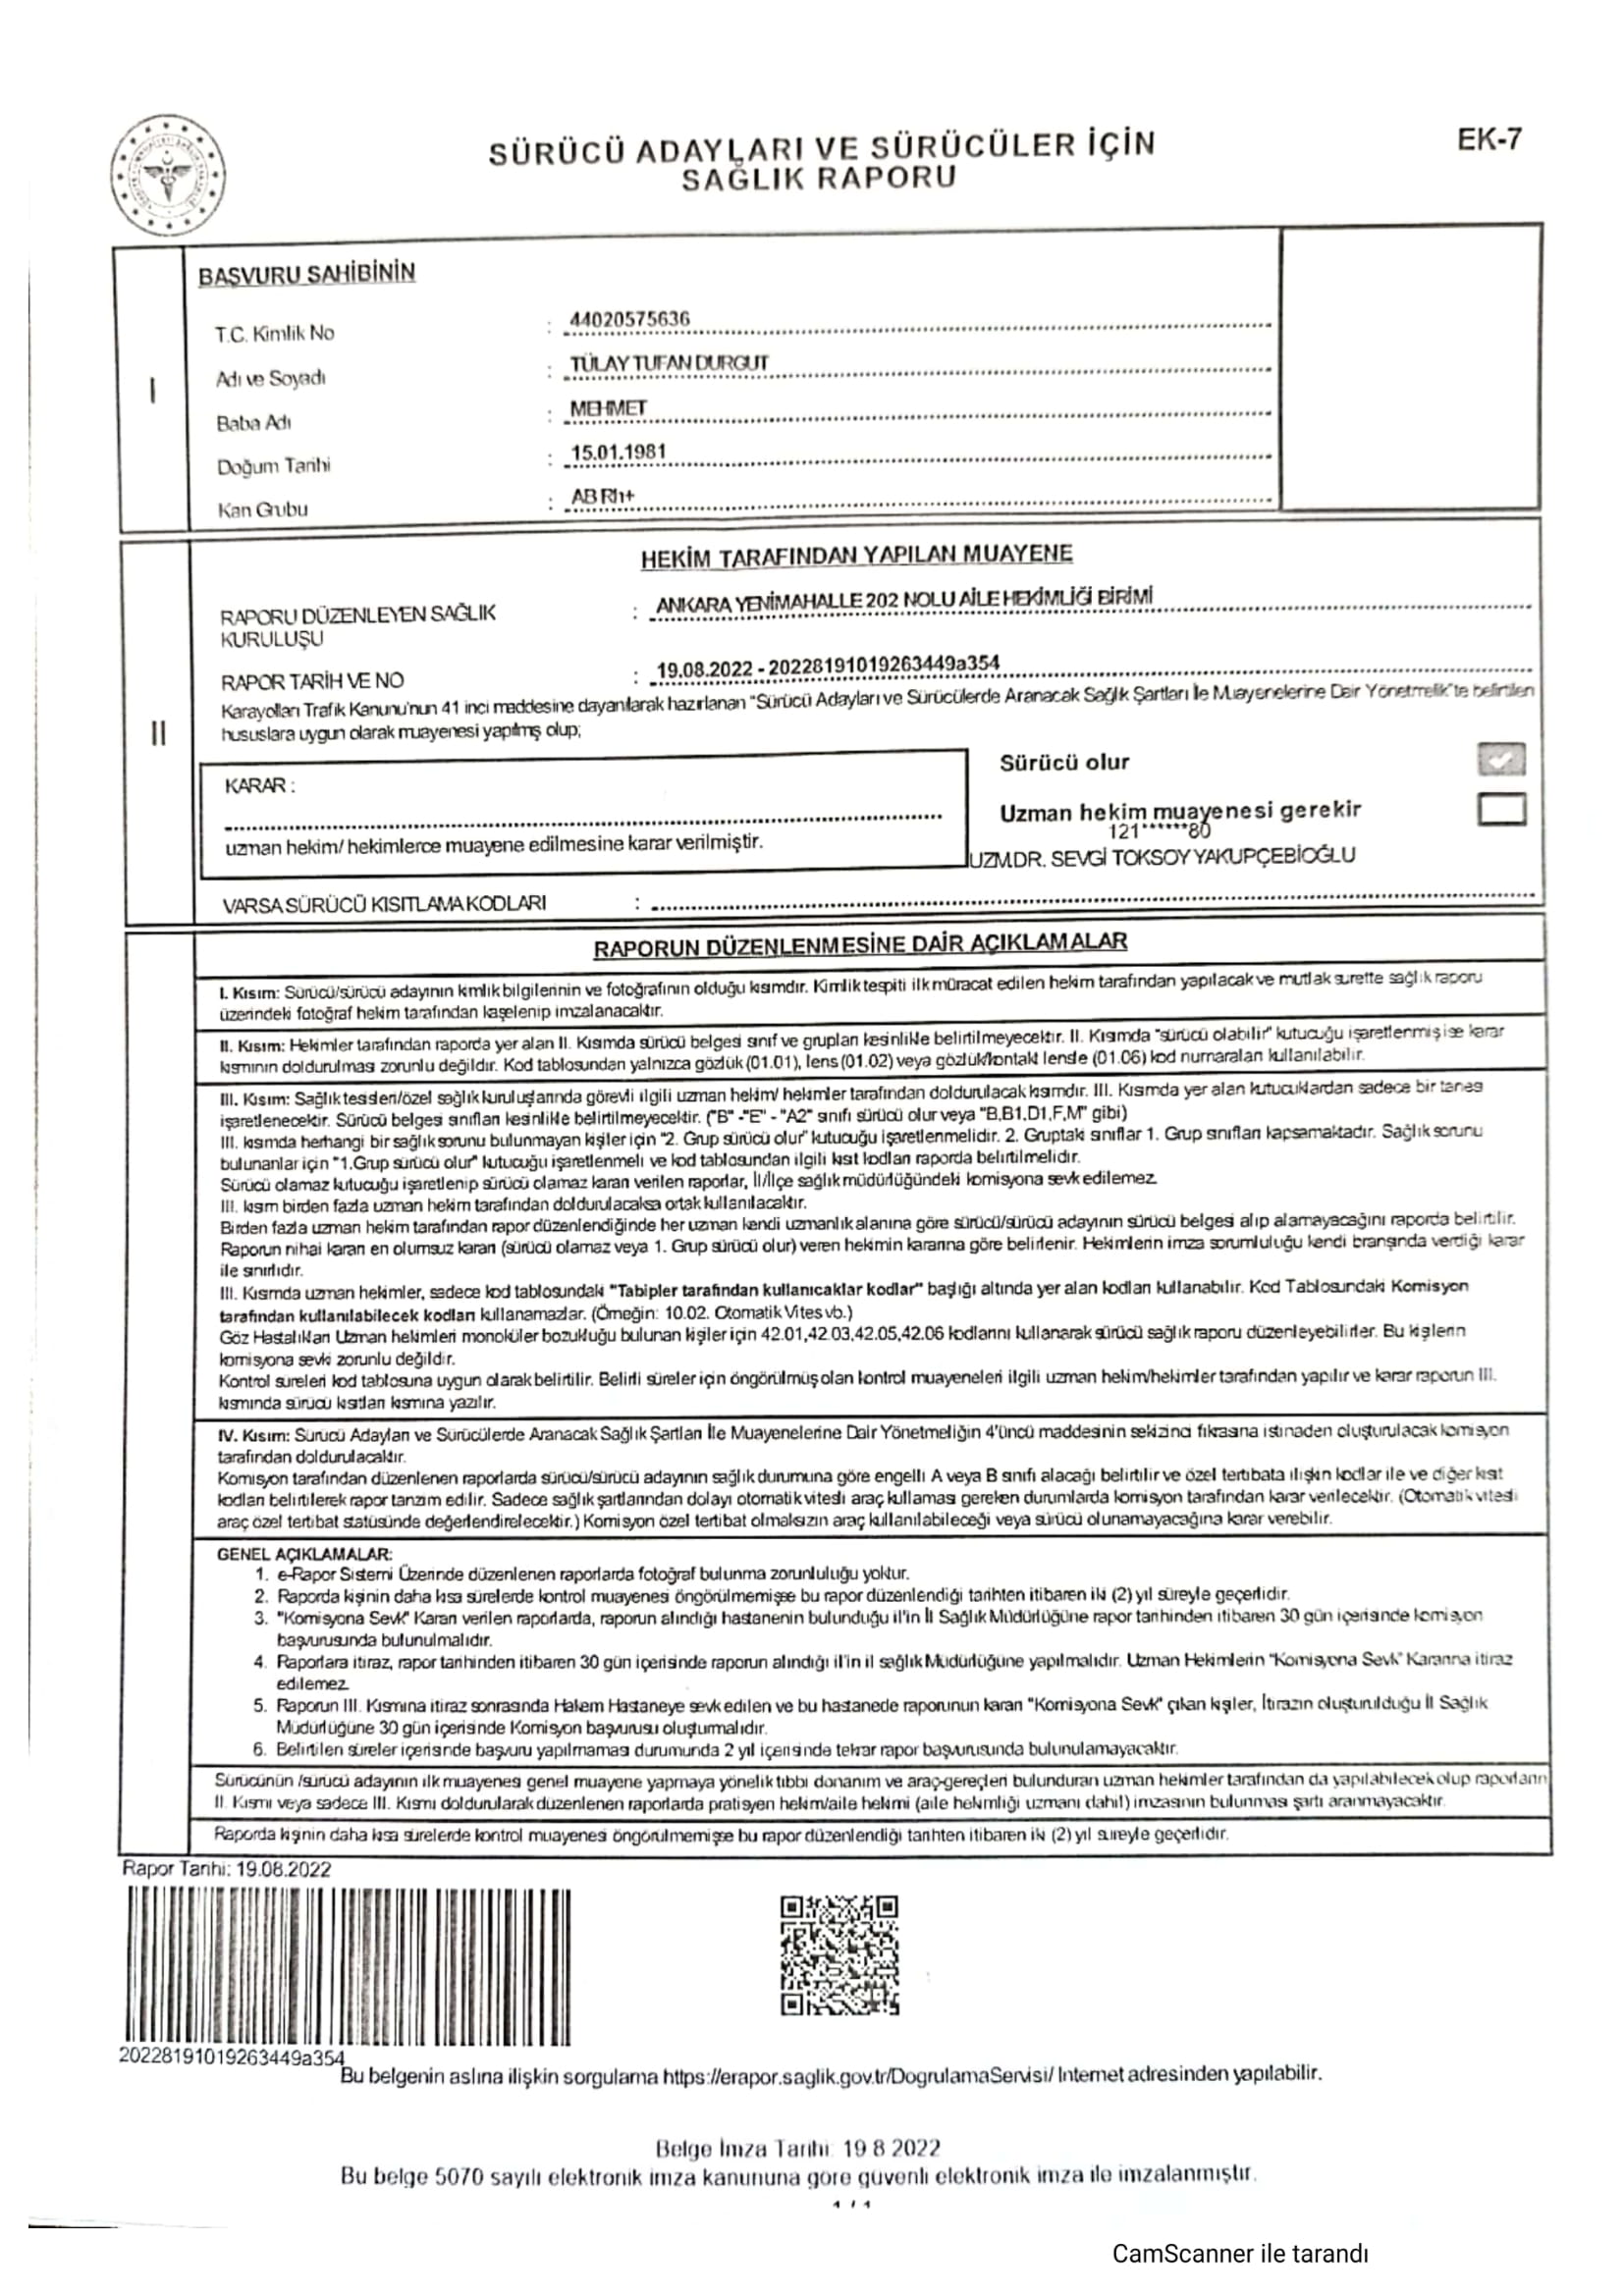 SÜRÜCÜ ADAYLARI VE SÜRÜCÜLER İÇİN
SAĞLIK RAPORU
EK-7
I
BAŞVURU SAHİBİNİN
T.C. Kimlik No : 44020575636
Adı ve Soyadı : TÜLAY TUFAN DURGUT
Baba Adı : MEHMET
Doğum Tarihi : 15.01.1981
Kan Grubu : AB Rh+
II
HEKİM TARAFINDAN YAPILAN MUAYENE
RAPORU DÜZENLEYEN SAĞLIK : ANKARA YENİMAHALLE 202 NOLU AİLE HEKİMLİĞİ BİRİMİ
KURULUŞU
RAPOR TARİH VE NO : 19.08.2022 - 20228191019263449a354
Karayolları Trafik Kanunu'nun 41 inci maddesine dayanılarak hazırlanan "Sürücü Adayları ve Sürücülerde Aranacak Sağlık Şartları İle Muayenelerine Dair Yönetmelik"te belirtilen
hususlara uygun olarak muayenesi yapılmış olup;
KARAR :
uzman hekim/ hekimlerce muayene edilmesine karar verilmiştir.
Sürücü olur
Uzman hekim muayenesi gerekir
121******80
UZM.DR. SEVGİ TOKSOY YAKUPÇEBİOĞLU
VARSA SÜRÜCÜ KISITLAMA KODLARI :
RAPORUN DÜZENLENMESİNE DAİR AÇIKLAMALAR
I. Kısım: Sürücü/sürücü adayının kimlik bilgilerinin ve fotoğrafının olduğu kısımdır. Kimlik tespiti ilk müracat edilen hekim tarafından yapılacak ve mutlak surette sağlık raporu
üzerindeki fotoğraf hekim tarafından kaşelenip imzalanacaktır.
II. Kısım: Hekimler tarafından raporda yer alan II. Kısımda sürücü belgesi sınıf ve grupları kesinlikle belirtilmeyecektir. II. Kısımda "sürücü olabilir" kutucuğu işaretlenmiş ise karar
kısmının doldurulması zorunlu değildir. Kod tablosundan yalnızca gözlük (01.01), lens (01.02) veya gözlük/kontakt lensle (01.06) kod numaraları kullanılabilir.
III. Kısım: Sağlık tesisleri/özel sağlık kuruluşlarında görevli ilgili uzman hekim/ hekimler tarafından doldurulacak kısımdır. III. Kısımda yer alan kutucuklardan sadece bir tanesi
işaretlenecektir. Sürücü belgesi sınıfları kesinlikle belirtilmeyecektir. ("B" -"E" - "A2" sınıfı sürücü olur veya "B,B1,D1,F,M" gibi)
III. kısımda herhangi bir sağlık sorunu bulunmayan kişiler için "2. Grup sürücü olur" kutucuğu işaretlenmelidir. 2. Gruptaki sınıflar 1. Grup sınıfları kapsamaktadır. Sağlık sorunu
bulunanlar için "1.Grup sürücü olur" kutucuğu işaretlenmeli ve kod tablosundan ilgili kısıt kodları raporda belirtilmelidir.
Sürücü olamaz kutucuğu işaretlenip sürücü olamaz kararı verilen raporlar, İl/İlçe sağlık müdürlüğündeki komisyona sevk edilemez.
III. kısım birden fazla uzman hekim tarafından doldurulacaksa ortak kullanılacaktır.
Birden fazla uzman hekim tarafından rapor düzenlendiğinde her uzman kendi uzmanlık alanına göre sürücü/sürücü adayının sürücü belgesi alıp alamayacağını raporda belirtilir.
Raporun nihai kararı en olumsuz kararı (sürücü olamaz veya 1. Grup sürücü olur) veren hekimin kararına göre belirlenir. Hekimlerin imza sorumluluğu kendi branşında verdiği karar
ile sınırlıdır.
III. Kısımda uzman hekimler, sadece kod tablosundaki "Tabipler tarafından kullanıcaklar kodlar" başlığı altında yer alan kodları kullanabilir. Kod Tablosundaki Komisyon
tarafından kullanılabilecek kodları kullanamazlar. (Örneğin: 10.02. Otomatik Vites vb.)
Göz Hastalıkları Uzman hekimleri monoküler bozukluğu bulunan kişiler için 42.01,42.03,42.05,42.06 kodlarını kullanarak sürücü sağlık raporu düzenleyebilirler. Bu kişilerin
komisyona sevki zorunlu değildir.
Kontrol süreleri kod tablosuna uygun olarak belirtilir. Belirli süreler için öngörülmüş olan kontrol muayeneleri ilgili uzman hekim/hekimler tarafından yapılır ve karar raporun III.
kısmında sürücü kısıtları kısmına yazılır.
IV. Kısım: Sürücü Adayları ve Sürücülerde Aranacak Sağlık Şartları İle Muayenelerine Dair Yönetmeliğin 4'üncü maddesinin sekizinci fıkrasına istinaden oluşturulacak komisyon
tarafından doldurulacaktır.
Komisyon tarafından düzenlenen raporlarda sürücü/sürücü adayının sağlık durumuna göre engelli A veya B sınıfı alacağı belirtilir ve özel tertibata ilişkin kodlar ile ve diğer kısıt
kodları belirtilerek rapor tanzim edilir. Sadece sağlık şartlarından dolayı otomatik vitesli araç kullaması gereken durumlarda komisyon tarafından karar verilecektir. (Otomatik vitesli
araç özel tertibat statüsünde değerlendirelecektir.) Komisyon özel tertibat olmaksızın araç kullanılabileceği veya sürücü olunamayacağına karar verebilir.
GENEL AÇIKLAMALAR:
1. e-Rapor Sistemi Üzerinde düzenlenen raporlarda fotoğraf bulunma zorunluluğu yoktur.
2. Raporda kişinin daha kısa sürelerde kontrol muayenesi öngörülmemişse bu rapor düzenlendiği tarihten itibaren iki (2) yıl süreyle geçerlidir.
3. "Komisyona Sevk" Kararı verilen raporlarda, raporun alındığı hastanenin bulunduğu il'in İl Sağlık Müdürlüğüne rapor tarihinden itibaren 30 gün içerisinde komisyon
başvurusunda bulunulmalıdır.
4. Raporlara itiraz, rapor tarihinden itibaren 30 gün içerisinde raporun alındığı il'in il sağlık Müdürlüğüne yapılmalıdır. Uzman Hekimlerin "Komisyona Sevk" Kararına itiraz
edilemez.
5. Raporun III. Kısmına itiraz sonrasında Hakem Hastaneye sevk edilen ve bu hastanede raporunun kararı "Komisyona Sevk" çıkan kişiler, İtirazın oluşturulduğu İl Sağlık
Müdürlüğüne 30 gün içerisinde Komisyon başvurusu oluşturmalıdır.
6. Belirtilen süreler içerisinde başvuru yapılmaması durumunda 2 yıl içerisinde tekrar rapor başvurusunda bulunulamayacaktır.
Sürücünün /sürücü adayının ilk muayenesi genel muayene yapmaya yönelik tıbbi donanım ve araç-gereçleri bulunduran uzman hekimler tarafından da yapılabilecek olup raporların
II. Kısmı veya sadece III. Kısmı doldurularak düzenlenen raporlarda pratisyen hekim/aile hekimi (aile hekimliği uzmanı dahil) imzasının bulunması şartı aranmayacaktır.
Raporda kişinin daha kısa sürelerde kontrol muayenesi öngörülmemişse bu rapor düzenlendiği tarihten itibaren iki (2) yıl süreyle geçerlidir.
Rapor Tarihi: 19.08.2022
20228191019263449a354
Bu belgenin aslına ilişkin sorgulama https://erapor.saglik.gov.tr/DogrulamaServisi/ Internet adresinden yapılabilir.
Belge İmza Tarihi: 19.8.2022
Bu belge 5070 sayılı elektronik imza kanununa göre güvenli elektronik imza ile imzalanmıştır.
1 / 1
CamScanner ile tarandı